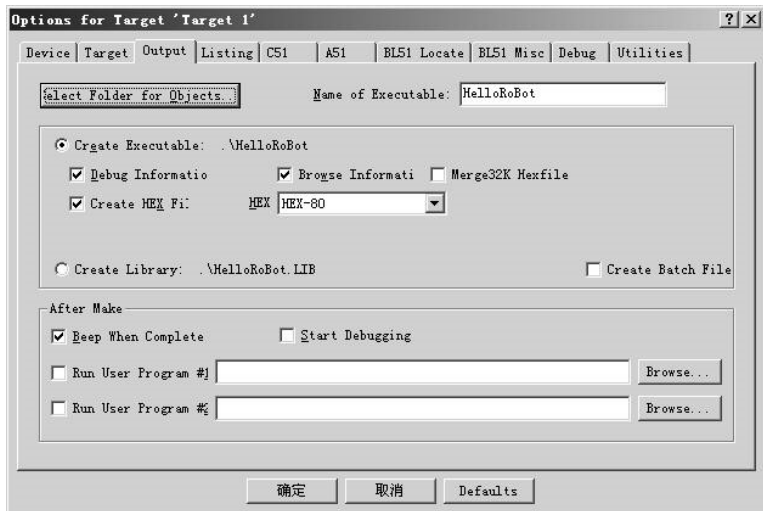 Options for Target 'Target 1'
Device Target Output Listing C51 A51 BL51 Locate BL51 Misc Debug Utilities
elect Folder for Objects.. Name of Executable: HelloRoBot
Create Executable: .\HelloRoBot
Debug Informatio Browse Informati Merge32K Hexfile
Create HEX Fi HEX HEX-80
Create Library: .\HelloRoBot.LIB Create Batch File
After Make
Beep When Complete Start Debugging
Run User Program #1 Browse...
Run User Program #2 Browse...
确定 取消 Defaults